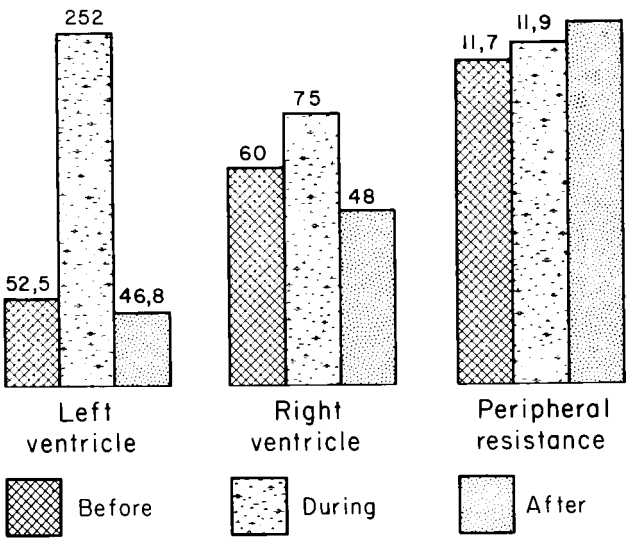 252
52,5
46,8
75
60
48
11,7
11,9
Left
ventricle
Right
ventricle
Peripheral
resistance
Before
During
After